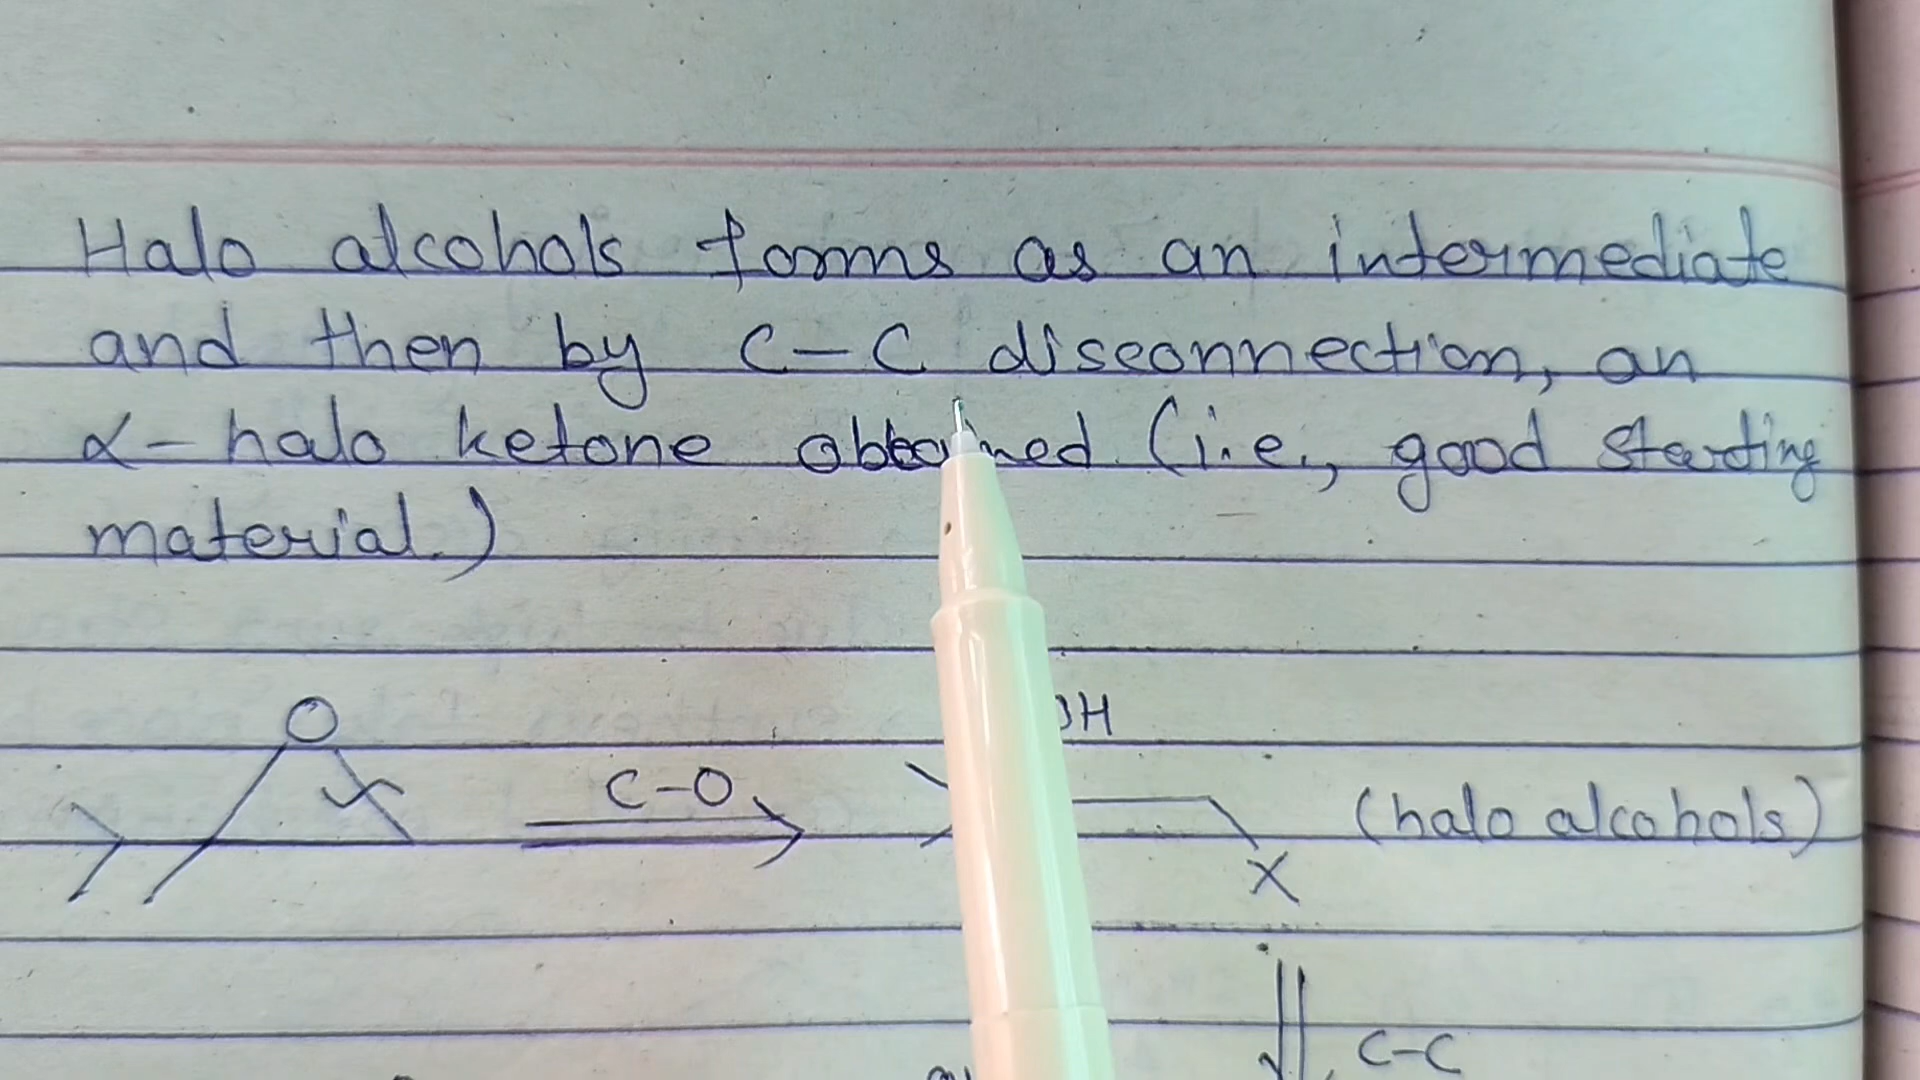 Halo alcohols forms as an intermediate
and then by C-C disconnection, an
α-halo ketone obtained (i.e., good starting
material.)
O
OH
C-O
(halo alcohols)
X
C-C